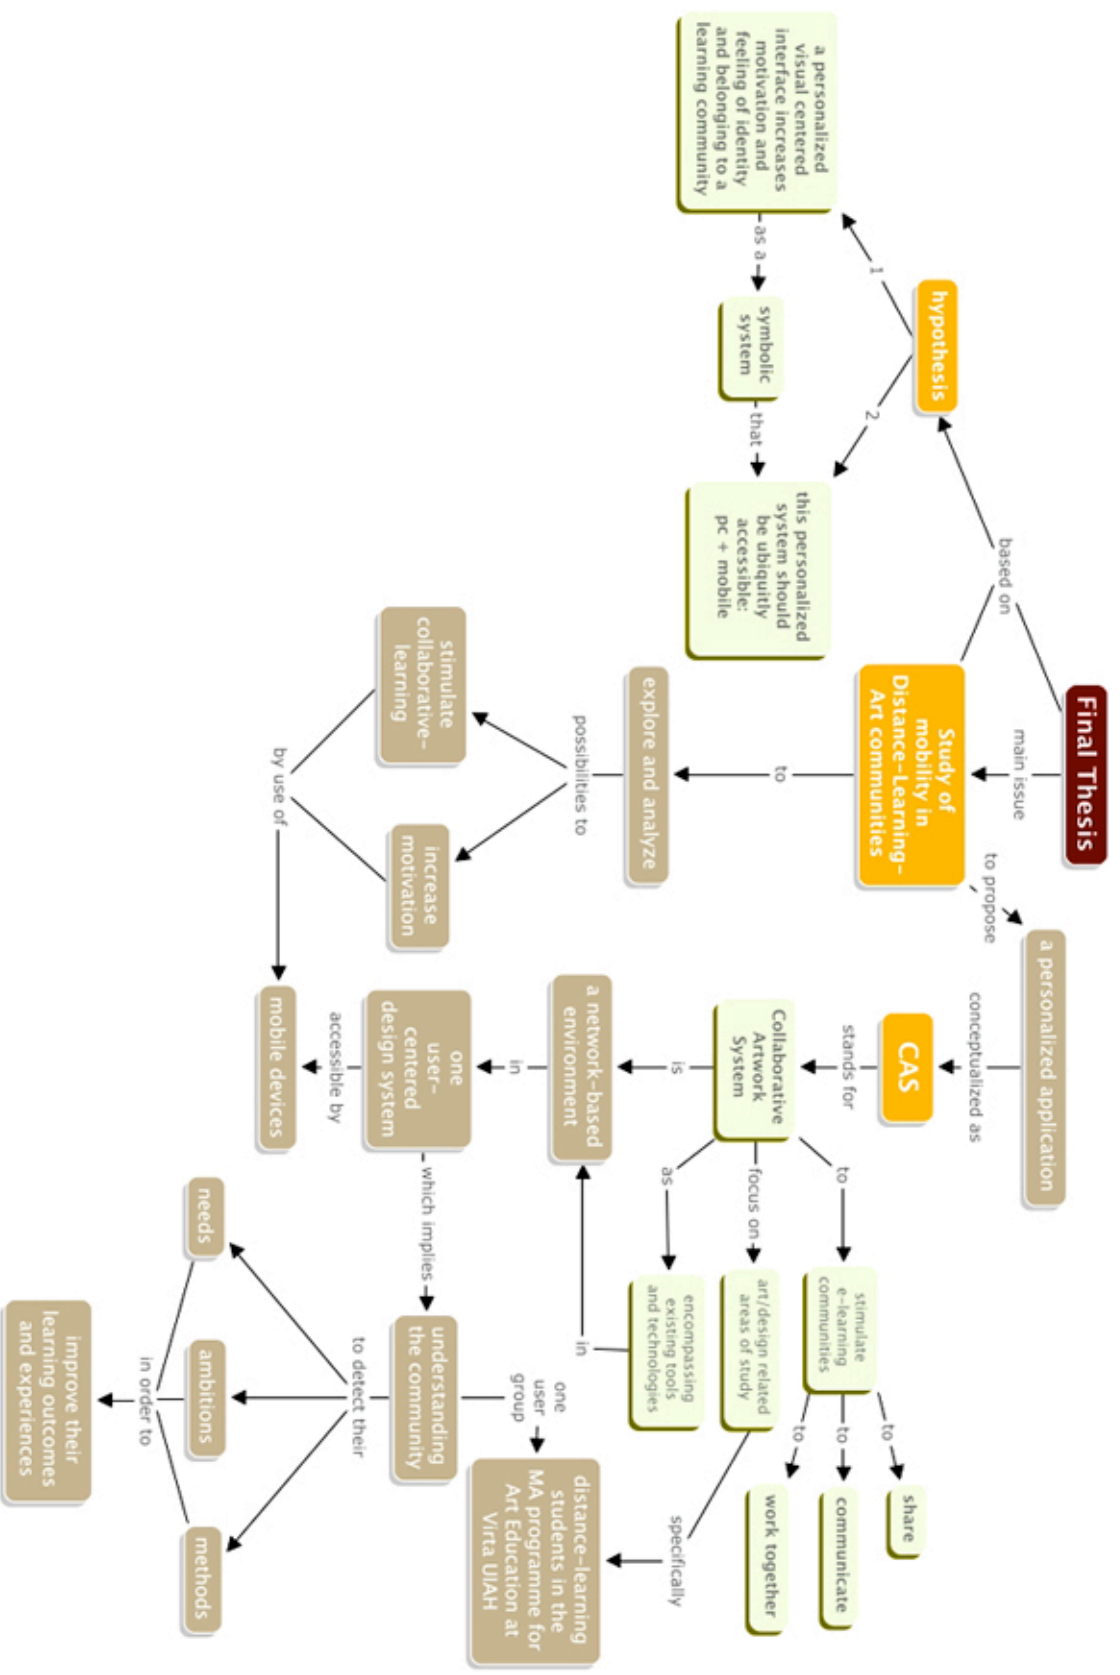 Final Thesis
based on
main issue
hypothesis
Study of
mobility in
Distance-Learning-
Art communities
to propose
a personalized application
1
2
a personalized
visual centered
interface increases
motivation and
feeling of identity
and belonging to a
learning community
as a
symbolic
system
that
this personalized
system should
be ubiquitly
accessible:
pc + mobile
to
explore and analyze
possibilities to
stimulate
collaborative-
learning
increase
motivation
by use of
mobile devices
conceptualized as
CAS
stands for
Collaborative
Artwork
System
to
stimulate
e-learning
communities
to
share
to
communicate
to
work together
focus on
art/design related
areas of study
specifically
as
encompassing
existing tools
and technologies
in
is
a network-based
environment
in
one
user-
centered
design system
accessible by
which implies
understanding
the community
one
user
group
distance-learning
students in the
MA programme for
Art Education at
Virta UIAH
to detect their
needs
ambitions
methods
in order to
improve their
learning outcomes
and experiences